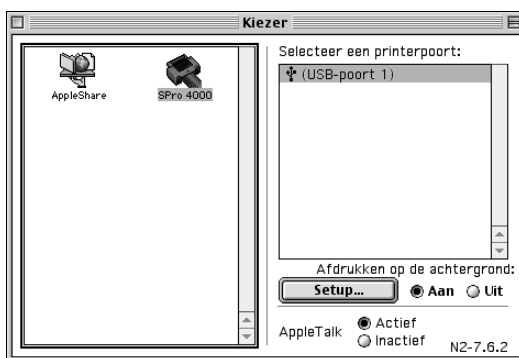 Kiezer
AppleShare
SPro 4000
Selecteer een printerpoort:
(USB-poort 1)
Afdrukken op de achtergrond:
Setup...
Aan
Uit
AppleTalk
Actief
Inactief
N2-7.6.2